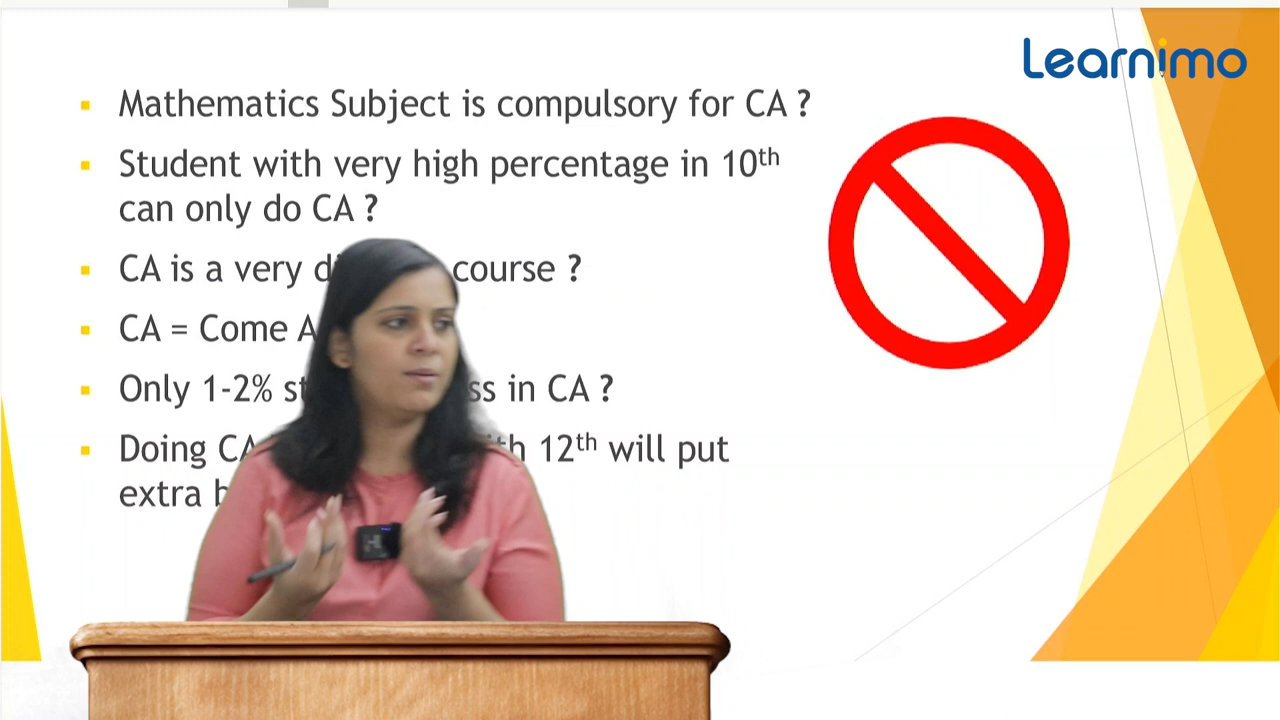 Learnimo
Mathematics Subject is compulsory for CA ?
Student with very high percentage in 10th
can only do CA ?
CA is a very course ?
CA = Come
Only 1-2% in CA ?
Doing CA 12th will put
extra